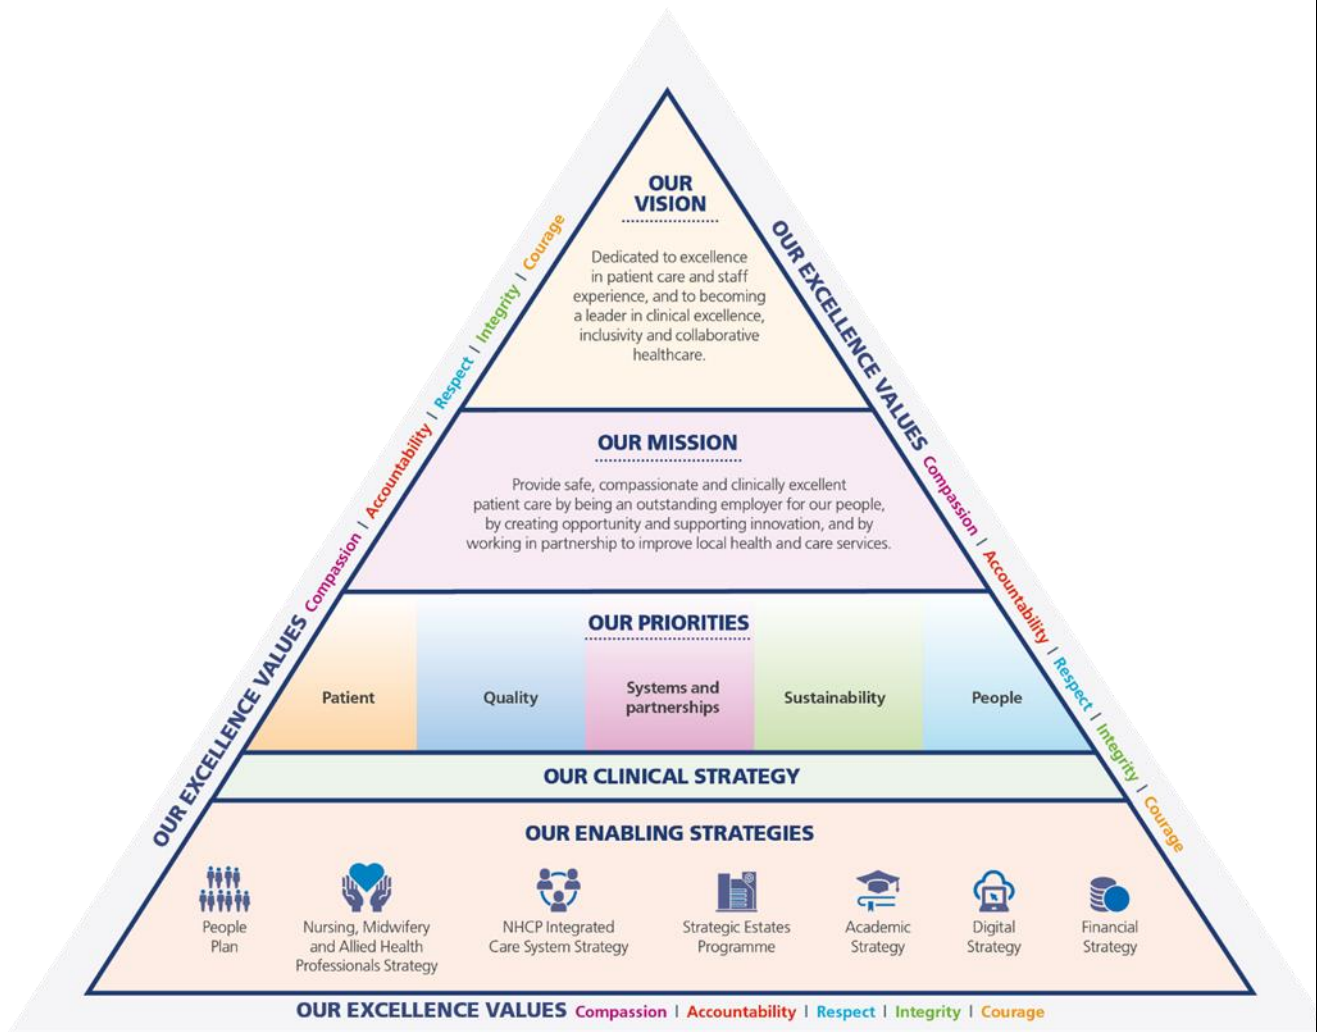 OUR
VISION
Dedicated to excellence
in patient care and staff
experience, and to becoming
a leader in clinical excellence,
inclusivity and collaborative
healthcare.
OUR MISSION
Provide safe, compassionate and clinically excellent
patient care by being an outstanding employer for our people,
by creating opportunity and supporting innovation, and by
working in partnership to improve local health and care services.
OUR PRIORITIES
Patient
Quality
Systems and
partnerships
Sustainability
People
OUR CLINICAL STRATEGY
OUR ENABLING STRATEGIES
People
Plan
Nursing, Midwifery
and Allied Health
Professionals Strategy
NHCP Integrated
Care System Strategy
Strategic Estates
Programme
Academic
Strategy
Digital
Strategy
Financial
Strategy
OUR EXCELLENCE VALUES Compassion | Accountability | Respect | Integrity | Courage
OUR EXCELLENCE VALUES Compassion | Accountability | Respect | Integrity | Courage
OUR EXCELLENCE VALUES Compassion | Accountability | Respect | Integrity | Courage